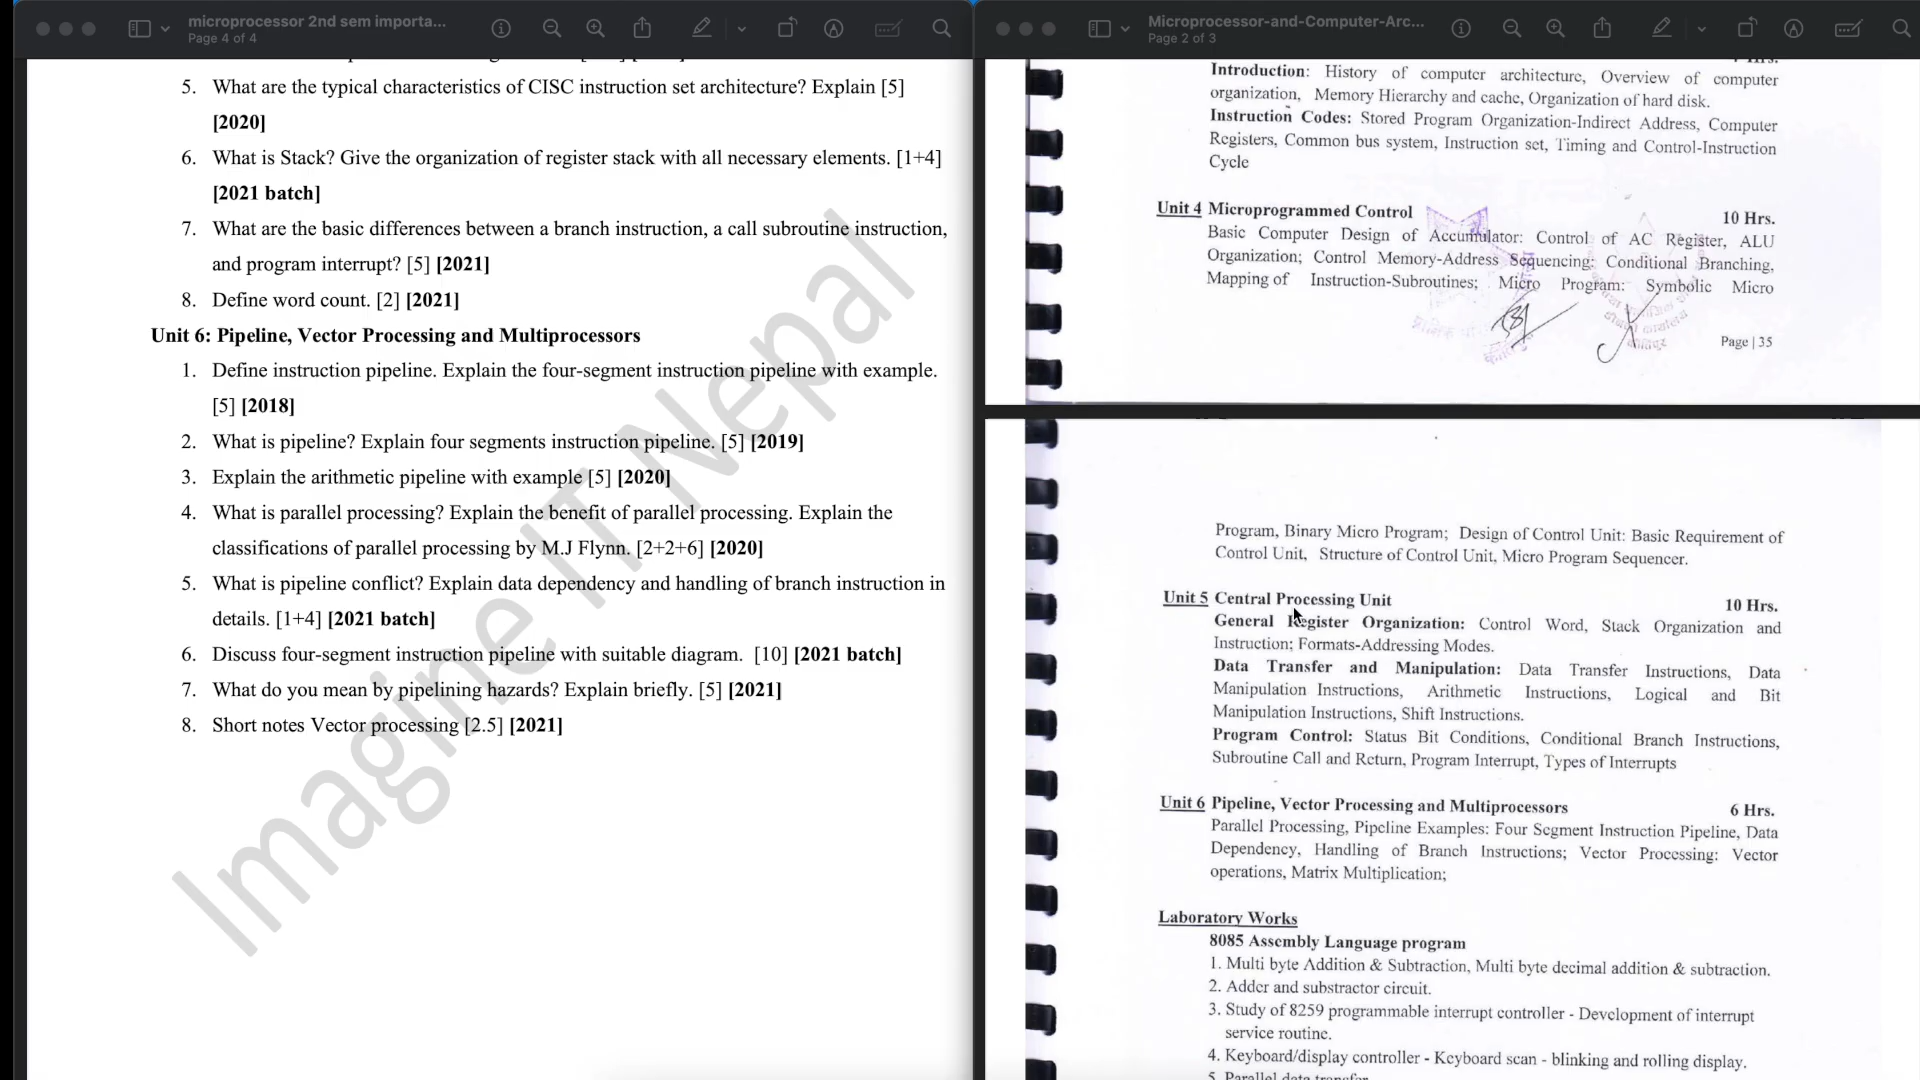 microprocessor 2nd sem importa...
Page 4 of 4
5. What are the typical characteristics of CISC instruction set architecture? Explain [5]
[2020]
6. What is Stack? Give the organization of register stack with all necessary elements. [1+4]
[2021 batch]
7. What are the basic differences between a branch instruction, a call subroutine instruction,
and program interrupt? [5] [2021]
8. Define word count. [2] [2021]
Unit 6: Pipeline, Vector Processing and Multiprocessors
1. Define instruction pipeline. Explain the four-segment instruction pipeline with example.
[5] [2018]
2. What is pipeline? Explain four segments instruction pipeline. [5] [2019]
3. Explain the arithmetic pipeline with example [5] [2020]
4. What is parallel processing? Explain the benefit of parallel processing. Explain the
classifications of parallel processing by M.J Flynn. [2+2+6] [2020]
5. What is pipeline conflict? Explain data dependency and handling of branch instruction in
details. [1+4] [2021 batch]
6. Discuss four-segment instruction pipeline with suitable diagram. [10] [2021 batch]
7. What do you mean by pipelining hazards? Explain briefly. [5] [2021]
8. Short notes Vector processing [2.5] [2021]
Imagine IT Nepal
Microprocessor-and-Computer-Arc...
Page 2 of 3
Introduction: History of computer architecture, Overview of computer
organization, Memory Hierarchy and cache, Organization of hard disk.
Instruction Codes: Stored Program Organization-Indirect Address, Computer
Registers, Common bus system, Instruction set, Timing and Control-Instruction
Cycle
Unit 4 Microprogrammed Control 10 Hrs.
Basic Computer Design of Accumulator: Control of AC Register, ALU
Organization; Control Memory-Address Sequencing: Conditional Branching,
Mapping of Instruction-Subroutines; Micro Program: Symbolic Micro
Page | 35
Program, Binary Micro Program; Design of Control Unit: Basic Requirement of
Control Unit, Structure of Control Unit, Micro Program Sequencer.
Unit 5 Central Processing Unit 10 Hrs.
General Register Organization: Control Word, Stack Organization and
Instruction; Formats-Addressing Modes.
Data Transfer and Manipulation: Data Transfer Instructions, Data
Manipulation Instructions, Arithmetic Instructions, Logical and Bit
Manipulation Instructions, Shift Instructions.
Program Control: Status Bit Conditions, Conditional Branch Instructions,
Subroutine Call and Return, Program Interrupt, Types of Interrupts
Unit 6 Pipeline, Vector Processing and Multiprocessors 6 Hrs.
Parallel Processing, Pipeline Examples: Four Segment Instruction Pipeline, Data
Dependency, Handling of Branch Instructions; Vector Processing: Vector
operations, Matrix Multiplication;
Laboratory Works
8085 Assembly Language program
1. Multi byte Addition & Subtraction, Multi byte decimal addition & subtraction.
2. Adder and substractor circuit.
3. Study of 8259 programmable interrupt controller - Development of interrupt
service routine.
4. Keyboard/display controller - Keyboard scan - blinking and rolling display.
5. Parallel data transfer